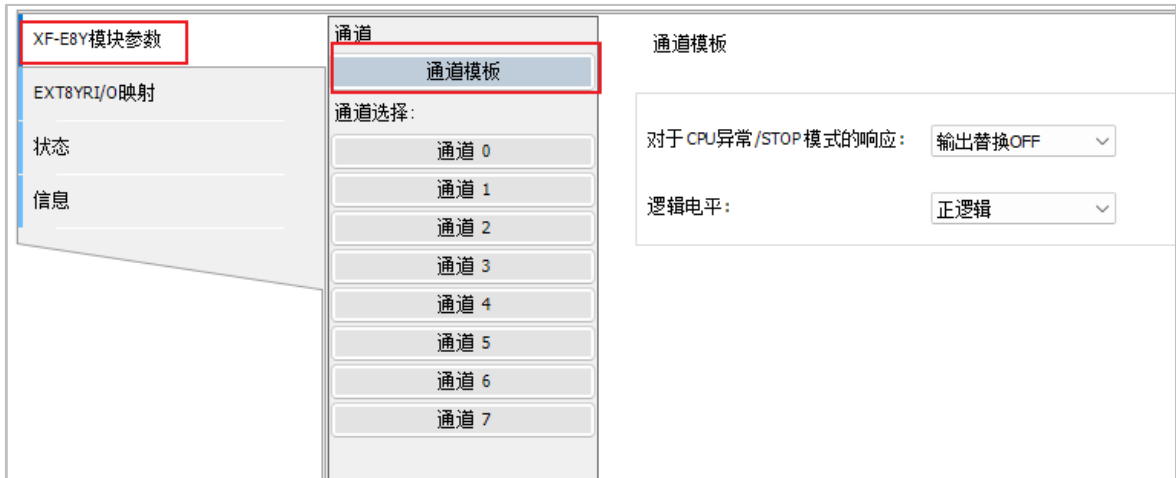 XF-E8Y模块参数
EXT8YRI/O映射
状态
信息
通道
通道模板
通道选择:
通道 0
通道 1
通道 2
通道 3
通道 4
通道 5
通道 6
通道 7
通道模板
对于CPU异常/STOP模式的响应: 输出替换OFF
逻辑电平: 正逻辑